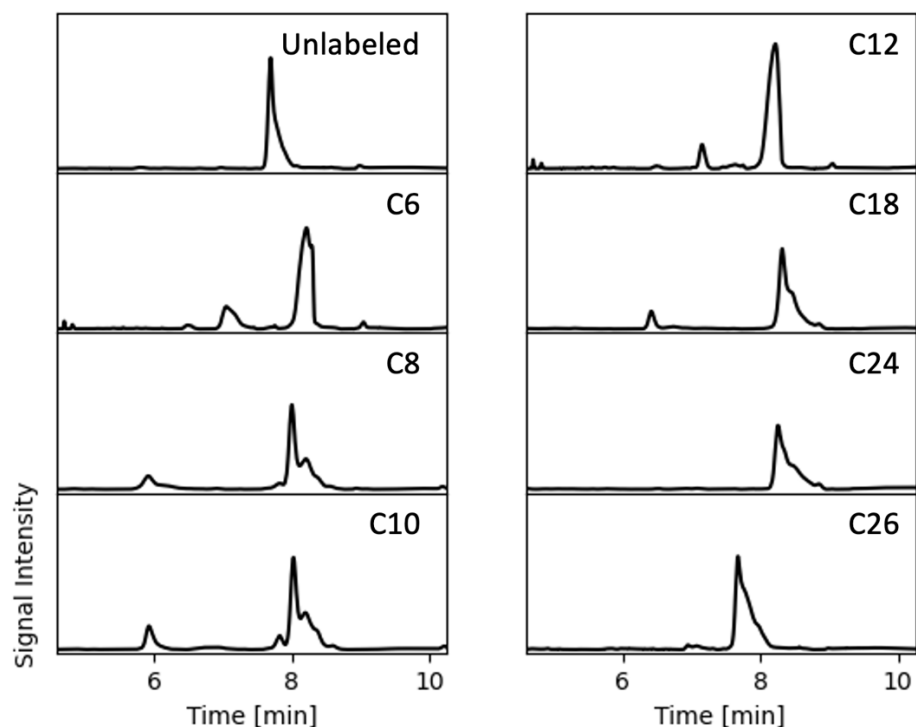 Unlabeled
C6
C8
C10
C12
C18
C24
C26
Signal Intensity
6 8 10
Time [min]
6 8 10
Time [min]